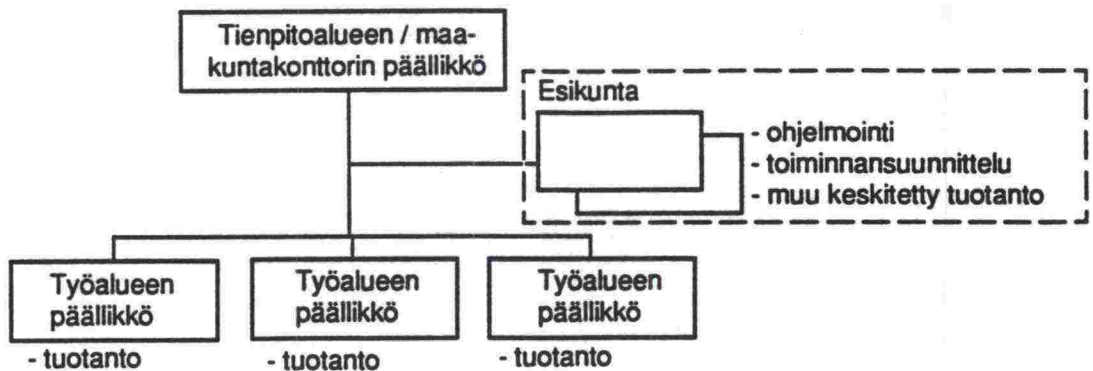 Tienpitoalueen / maa-
kuntakonttorin päällikkö
Esikunta
- ohjelmointi
- toiminnansuunnittelu
- muu keskitetty tuotanto
Työalueen
päällikkö
- tuotanto
Työalueen
päällikkö
- tuotanto
Työalueen
päällikkö
- tuotanto